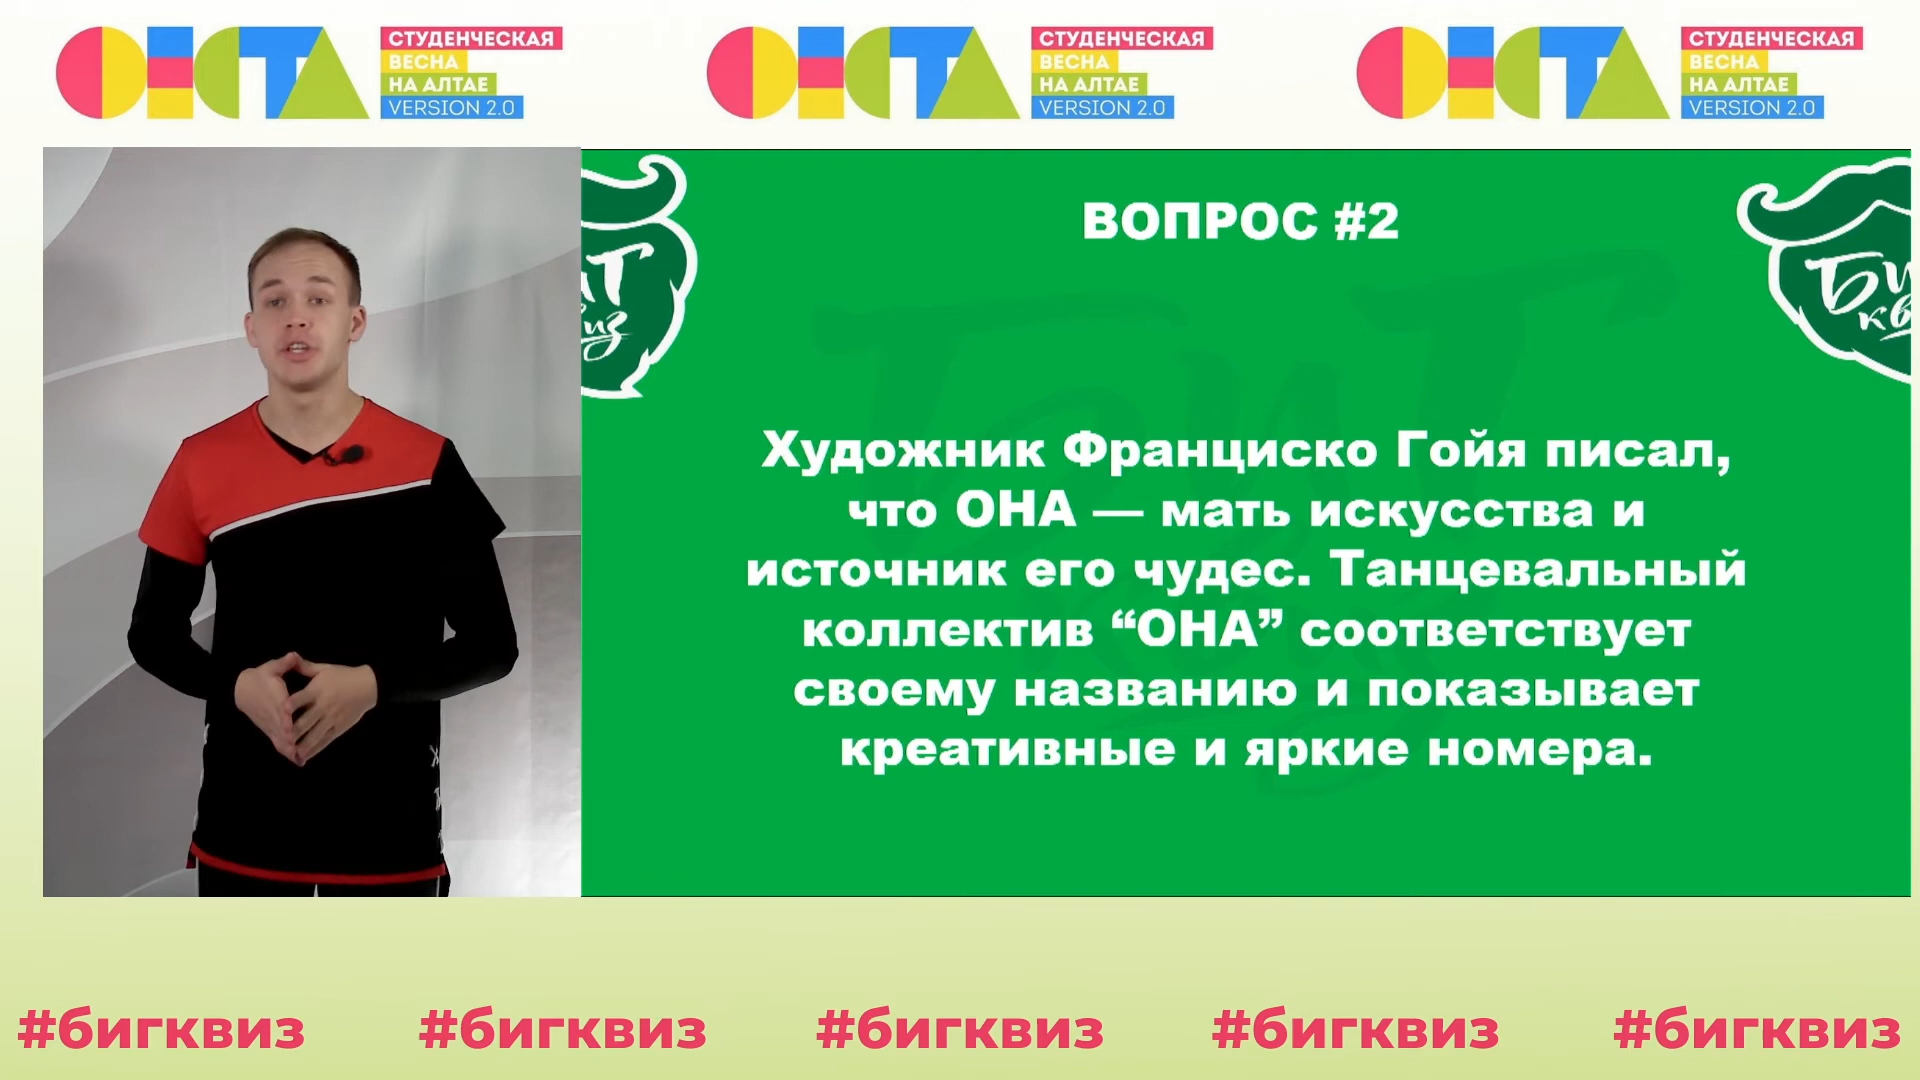 СТУДЕНЧЕСКАЯ
ВЕСНА
НА АЛТАЕ
VERSION 2.0
СТУДЕНЧЕСКАЯ
ВЕСНА
НА АЛТАЕ
VERSION 2.0
СТУДЕНЧЕСКАЯ
ВЕСНА
НА АЛТАЕ
VERSION 2.0
ВОПРОС #2
Художник Франциско Гойя писал,
что ОНА — мать искусства и
источник его чудес. Танцевальный
коллектив “ОНА” соответствует
своему названию и показывает
креативные и яркие номера.
#бигквиз #бигквиз #бигквиз #бигквиз #бигквиз